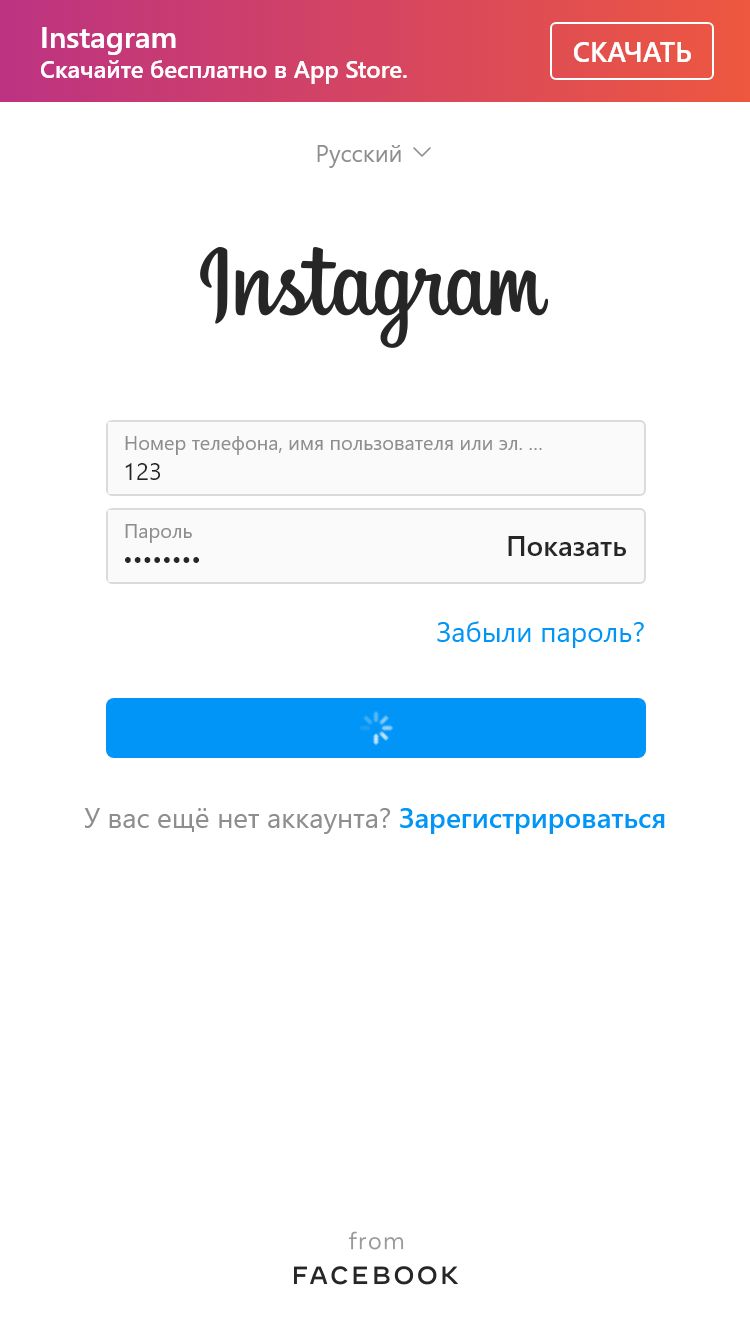 Instagram
Скачайте бесплатно в App Store.
СКАЧАТЬ
Русский
Instagram
Номер телефона, имя пользователя или эл. ...
123
Пароль
••••••••
Показать
Забыли пароль?
У вас ещё нет аккаунта? Зарегистрироваться
from
FACEBOOK